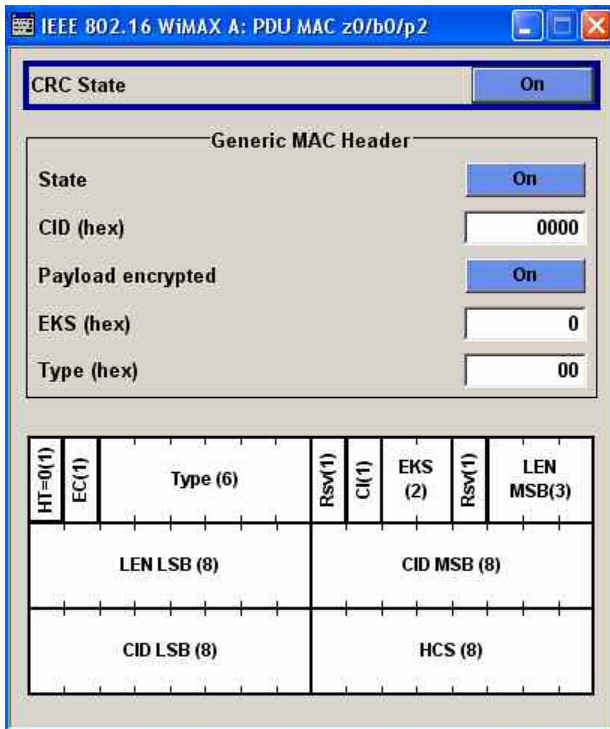 IEEE 802.16 WiMAX A: PDU MAC z0/b0/p2
CRC State On
Generic MAC Header
State On
CID (hex) 0000
Payload encrypted On
EKS (hex) 0
Type (hex) 00
HT=0(1) EC(1) Type (6) Rsv(1) CI(1) EKS (2) Rsv(1) LEN MSB(3)
LEN LSB (8) CID MSB (8)
CID LSB (8) HCS (8)